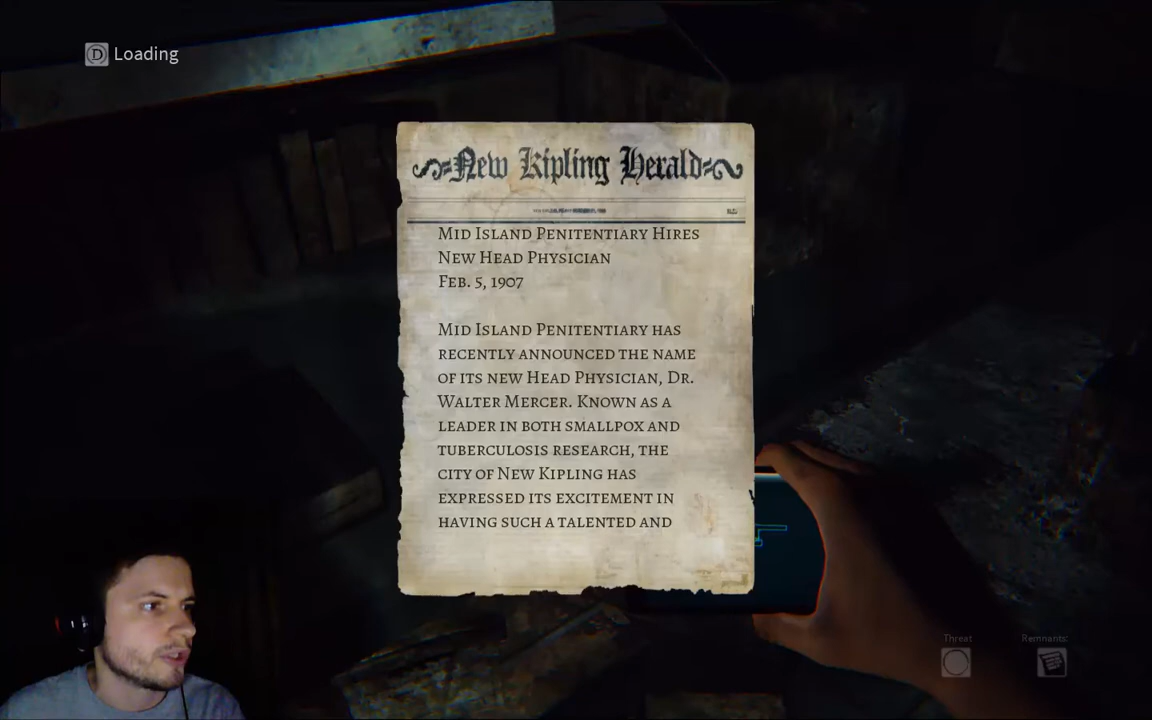 D Loading
New Kipling Herald
Mid Island Penitentiary Hires
New Head Physician
Feb. 5, 1907
Mid Island Penitentiary has
recently announced the name
of its new Head Physician, Dr.
Walter Mercer. Known as a
leader in both smallpox and
tuberculosis research, the
city of New Kipling has
expressed its excitement in
having such a talented and
Threat
Remnants